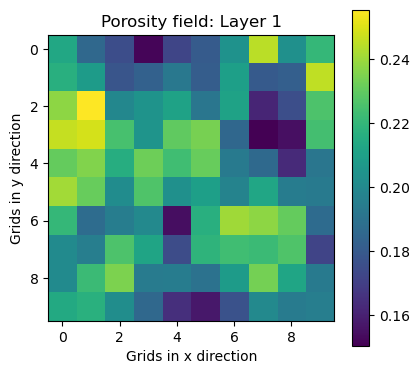 Porosity field: Layer 1
0
2
4
6
8
Grids in y direction
0 2 4 6 8
Grids in x direction
0.24
0.22
0.20
0.18
0.16